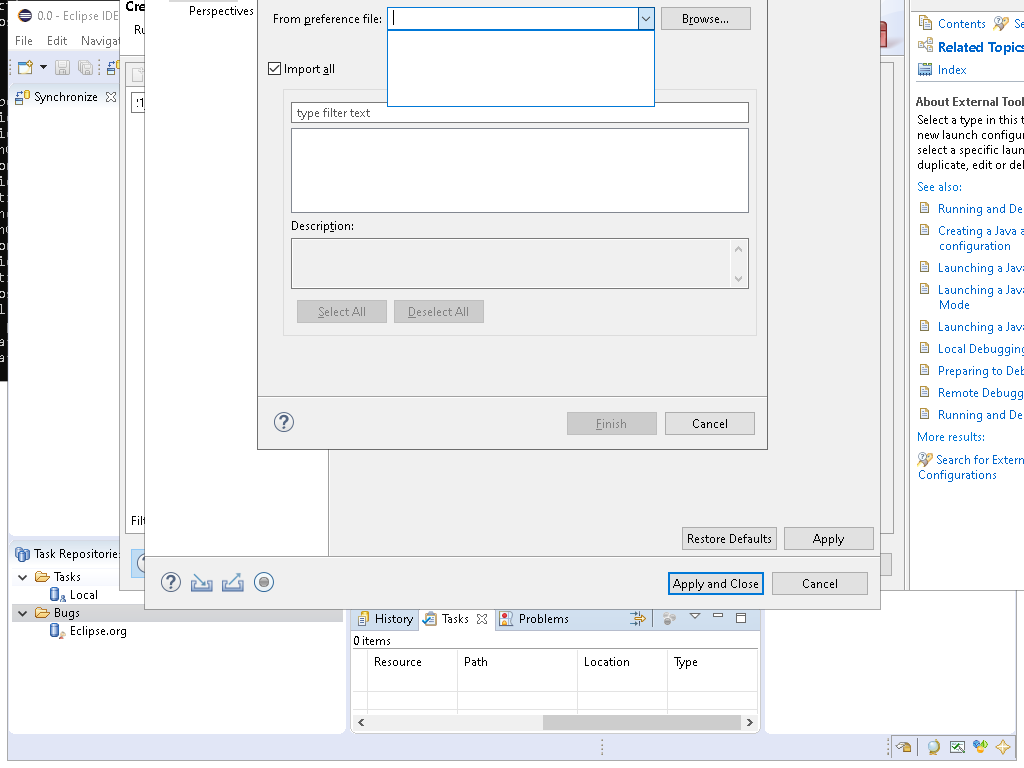 0.0 - Eclipse IDE
File Edit Navigat
Synchronize
Cre
Ru
Filt
Perspectives
From preference file:
Browse...
Import all
type filter text
Description:
Select All
Deselect All
Finish
Cancel
Restore Defaults
Apply
Apply and Close
Cancel
Contents
Se
Related Topics
Index
About External Tool
Select a type in this t
new launch configur
select a specific laun
duplicate, edit or del
See also:
Running and De
Creating a Java a
configuration
Launching a Java
Launching a Java
Mode
Launching a Java
Local Debugging
Preparing to Deb
Remote Debugg
Running and De
More results:
Search for Extern
Configurations
Task Repositorie
Tasks
Local
Bugs
Eclipse.org
History
Tasks
Problems
0 items
Resource
Path
Location
Type